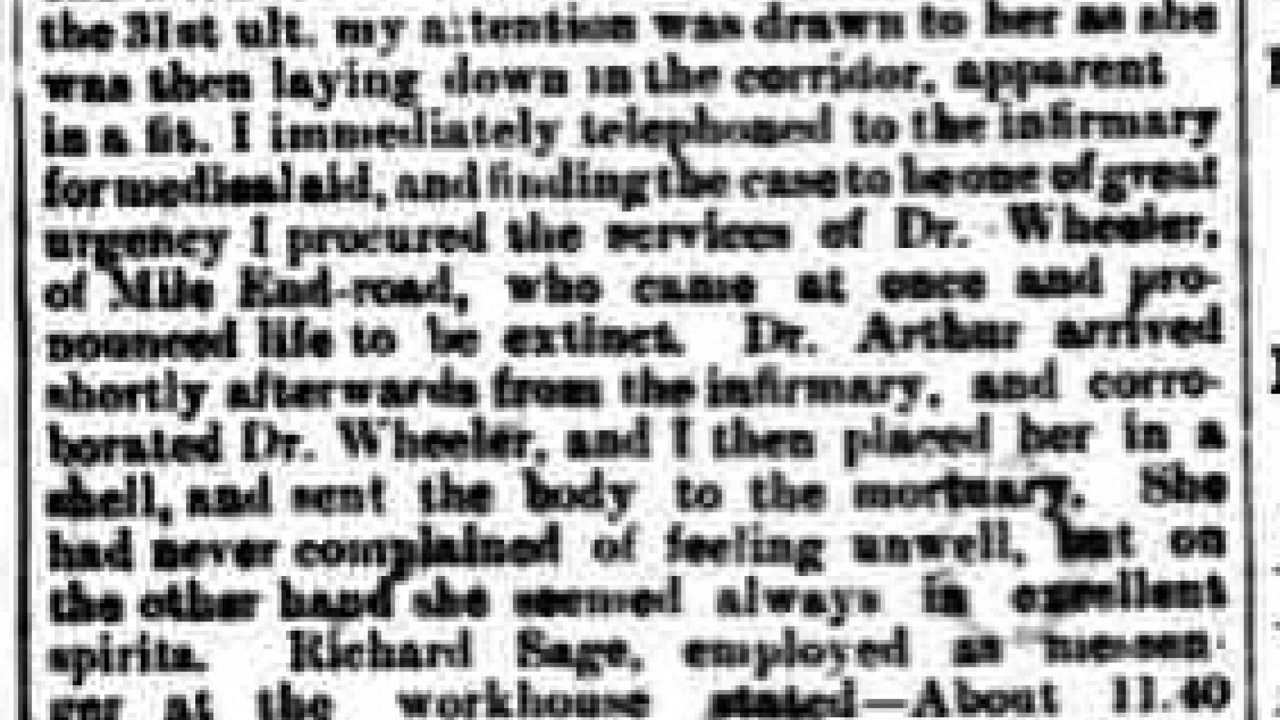 the 31st ult. my attention was drawn to her as she
was then laying down in the corridor, apparent
in a fit. I immediately telephoned to the infirmary
for medical aid, and finding the case to be one of great
urgency I procured the services of Dr. Wheeler,
of Mile End-road, who came at once and pro-
nounced life to be extinct. Dr. Arthur arrived
shortly afterwards from the infirmary, and corro-
borated Dr. Wheeler, and I then placed her in a
shell, and sent the body to the mortuary. She
had never complained of feeling unwell, but on
the other hand she seemed always in excellent
spirits. Richard Sage, employed as messen-
ger at the workhouse stated—About 11.40